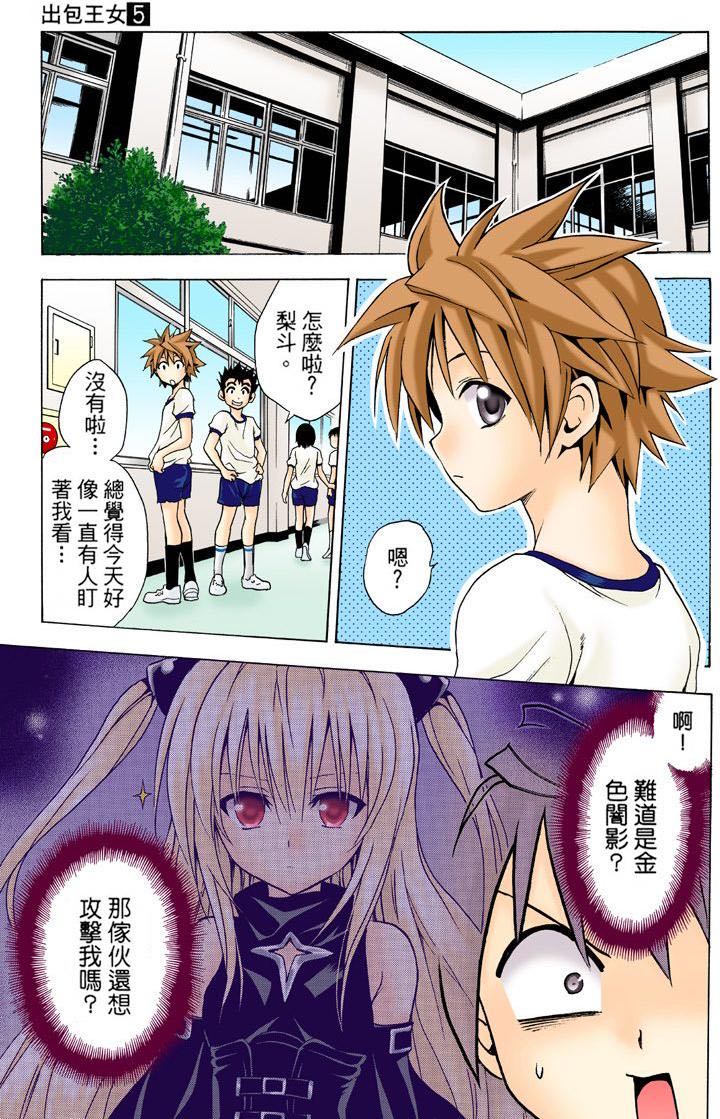 出包王女5
嗯?
怎麼啦?
梨斗。
沒有啦…
總覺得今天好
像一直有人盯
著我看…
啊!
難道是金
色闇影?
那傢伙還想
攻擊我嗎?